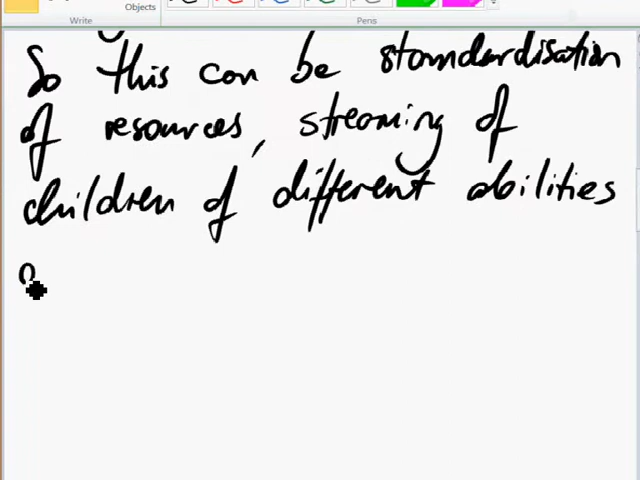 Objects
Write
Pens
So this can be standardisation
of resources, streaming of
children of different abilities